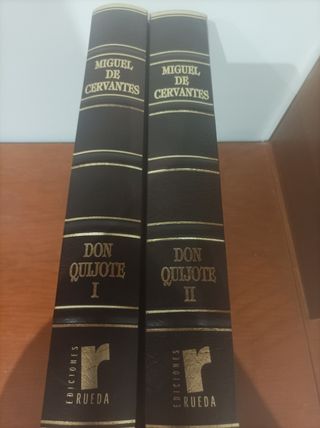 MIGUEL
DE
CERVANTES
DON
QUIJOTE
I
EDICIONES
r
RUEDA
MIGUEL
DE
CERVANTES
DON
QUIJOTE
II
EDICIONES
r
RUEDA